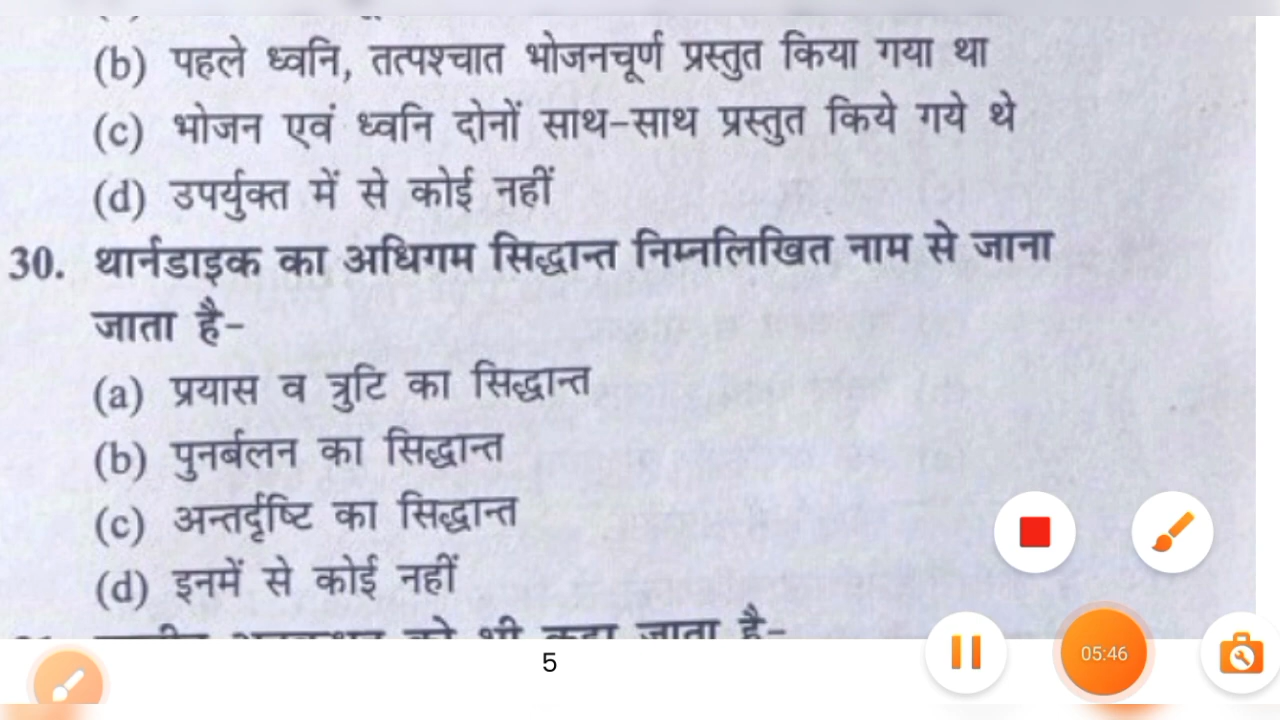 (b) पहले ध्वनि, तत्पश्चात भोजनचूर्ण प्रस्तुत किया गया था
(c) भोजन एवं ध्वनि दोनों साथ-साथ प्रस्तुत किये गये थे
(d) उपर्युक्त में से कोई नहीं
30. थार्नडाइक का अधिगम सिद्धान्त निम्नलिखित नाम से जाना
जाता है-
(a) प्रयास व त्रुटि का सिद्धान्त
(b) पुनर्बलन का सिद्धान्त
(c) अन्तर्दृष्टि का सिद्धान्त
(d) इनमें से कोई नहीं
को भी कहा जाता है-
5
05:46